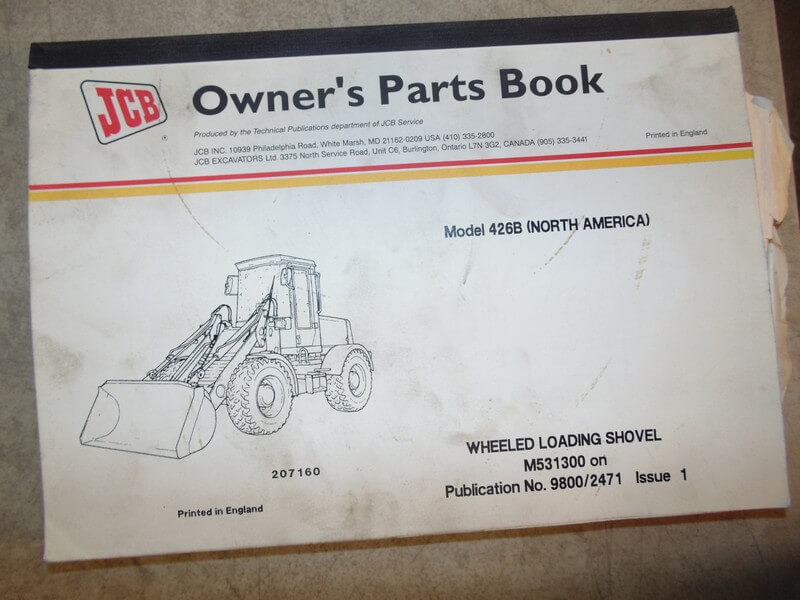 JCB
Owner's Parts Book
®
Produced by the Technical Publications department of JCB Service
JCB INC. 10939 Philadelphia Road, White Marsh, MD 21162-0209 USA (410) 335-2800
JCB EXCAVATORS Ltd. 3375 North Service Road, Unit C6, Burlington, Ontario L7N 3G2, CANADA (905) 335-3441
Printed in England
Model 426B (NORTH AMERICA)
207160
WHEELED LOADING SHOVEL
M531300 on
Publication No. 9800/2471 Issue 1
Printed in England